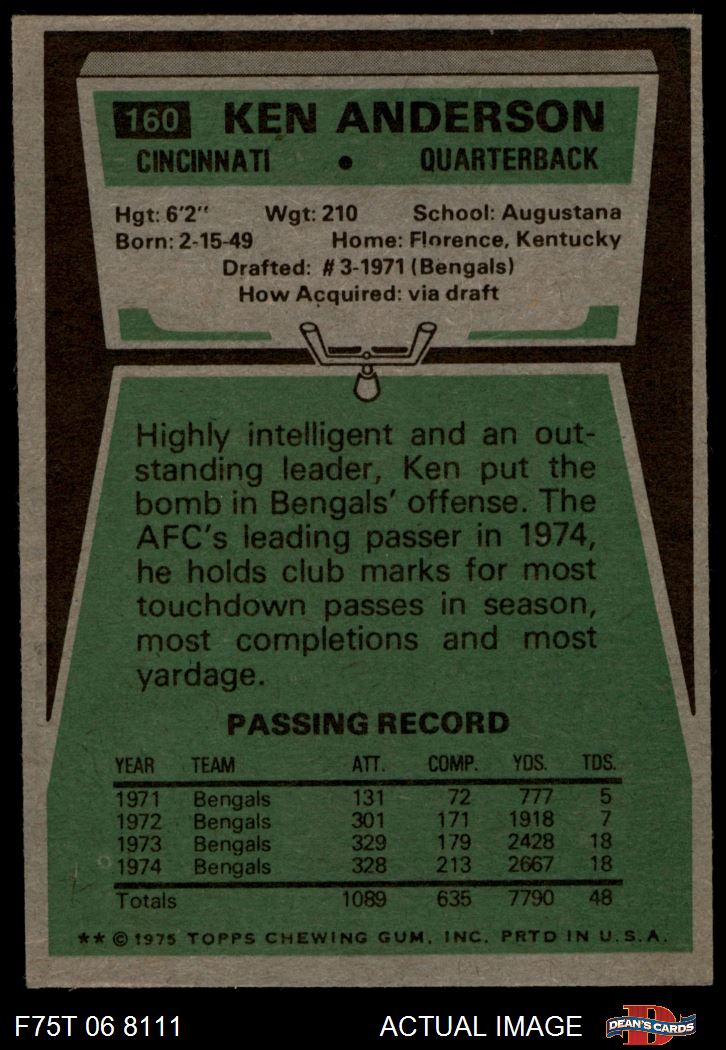 160 KEN ANDERSON
CINCINNATI • QUARTERBACK
Hgt: 6'2" Wgt: 210 School: Augustana
Born: 2-15-49 Home: Florence, Kentucky
Drafted: #3-1971 (Bengals)
How Acquired: via draft
Highly intelligent and an out-
standing leader, Ken put the
bomb in Bengals' offense. The
AFC's leading passer in 1974,
he holds club marks for most
touchdown passes in season,
most completions and most
yardage.
PASSING RECORD
YEAR TEAM ATT. COMP. YDS. TDS.
1971 Bengals 131 72 777 5
1972 Bengals 301 171 1918 7
1973 Bengals 329 179 2428 18
1974 Bengals 328 213 2667 18
Totals 1089 635 7790 48
** © 1975 TOPPS CHEWING GUM, INC. PRTD IN U.S.A.
F75T 06 8111 ACTUAL IMAGE D DEAN'S CARDS